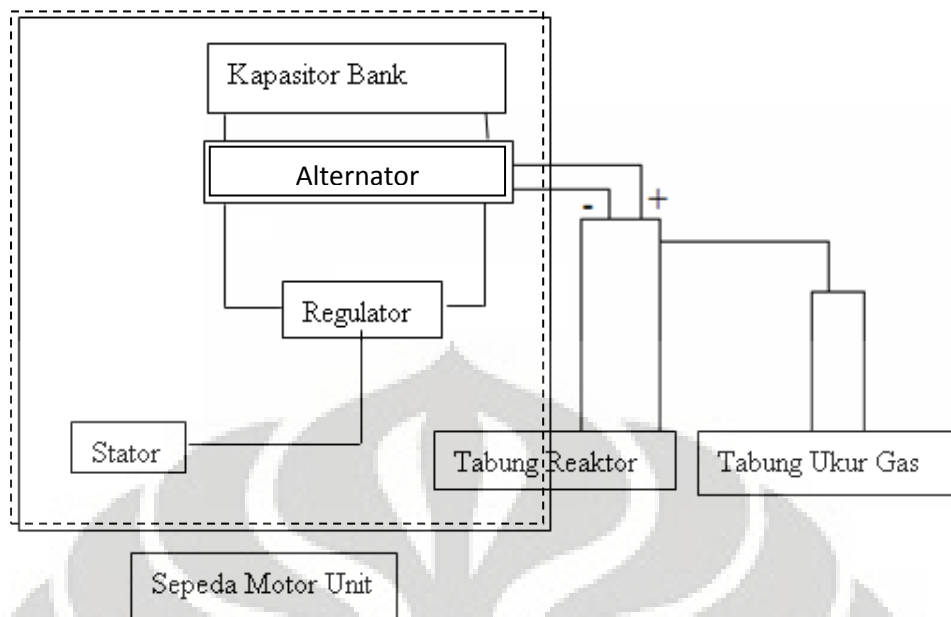 Kapasitor Bank
Alternator
- +
Regulator
Stator
Tabung Reaktor
Tabung Ukur Gas
Sepeda Motor Unit